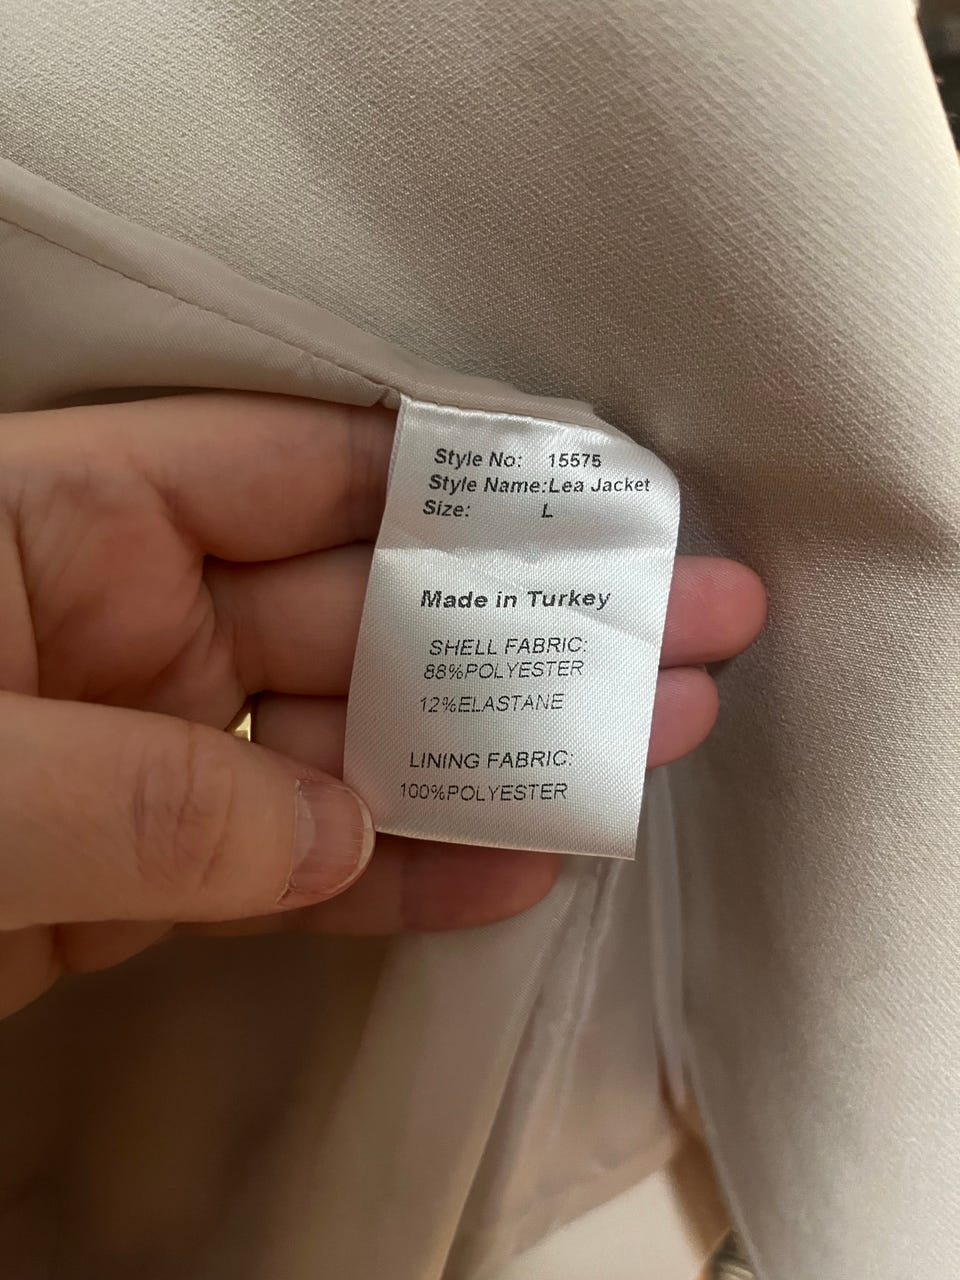 Style No: 15575
Style Name:Lea Jacket
Size: L
Made in Turkey
SHELL FABRIC:
88%POLYESTER
12%ELASTANE
LINING FABRIC:
100%POLYESTER